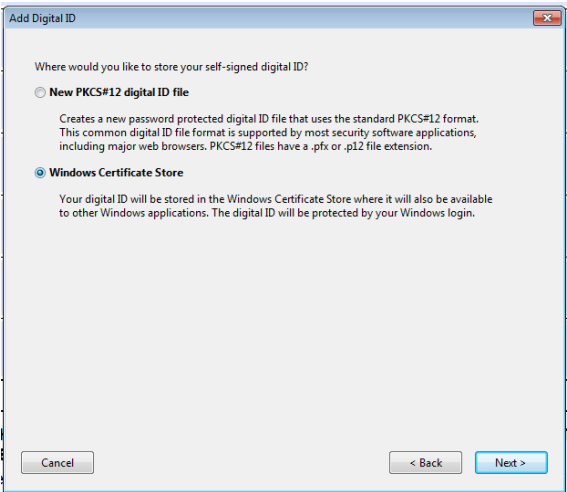 Add Digital ID
Where would you like to store your self-signed digital ID?
New PKCS#12 digital ID file
Creates a new password protected digital ID file that uses the standard PKCS#12 format.
This common digital ID file format is supported by most security software applications,
including major web browsers. PKCS#12 files have a .pfx or .p12 file extension.
Windows Certificate Store
Your digital ID will be stored in the Windows Certificate Store where it will also be available
to other Windows applications. The digital ID will be protected by your Windows login.
Cancel
< Back
Next >